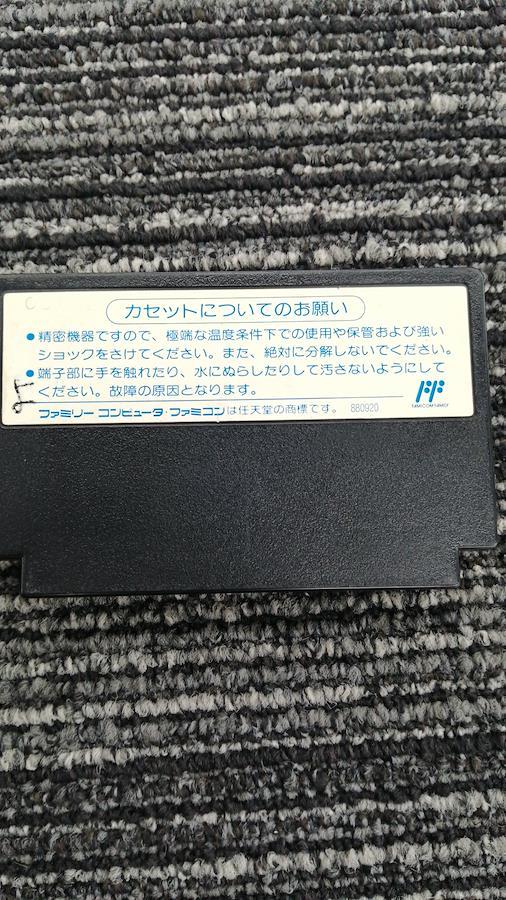 カセットについてのお願い
●精密機器ですので、極端な温度条件下での使用や保管および強い
ショックをさけてください。また、絶対に分解しないでください。
●端子部に手を触れたり、水にぬらしたりして汚さないようにして
ください。故障の原因となります。
ファミリー コンピュータ・ファミコンは任天堂の商標です。 880920